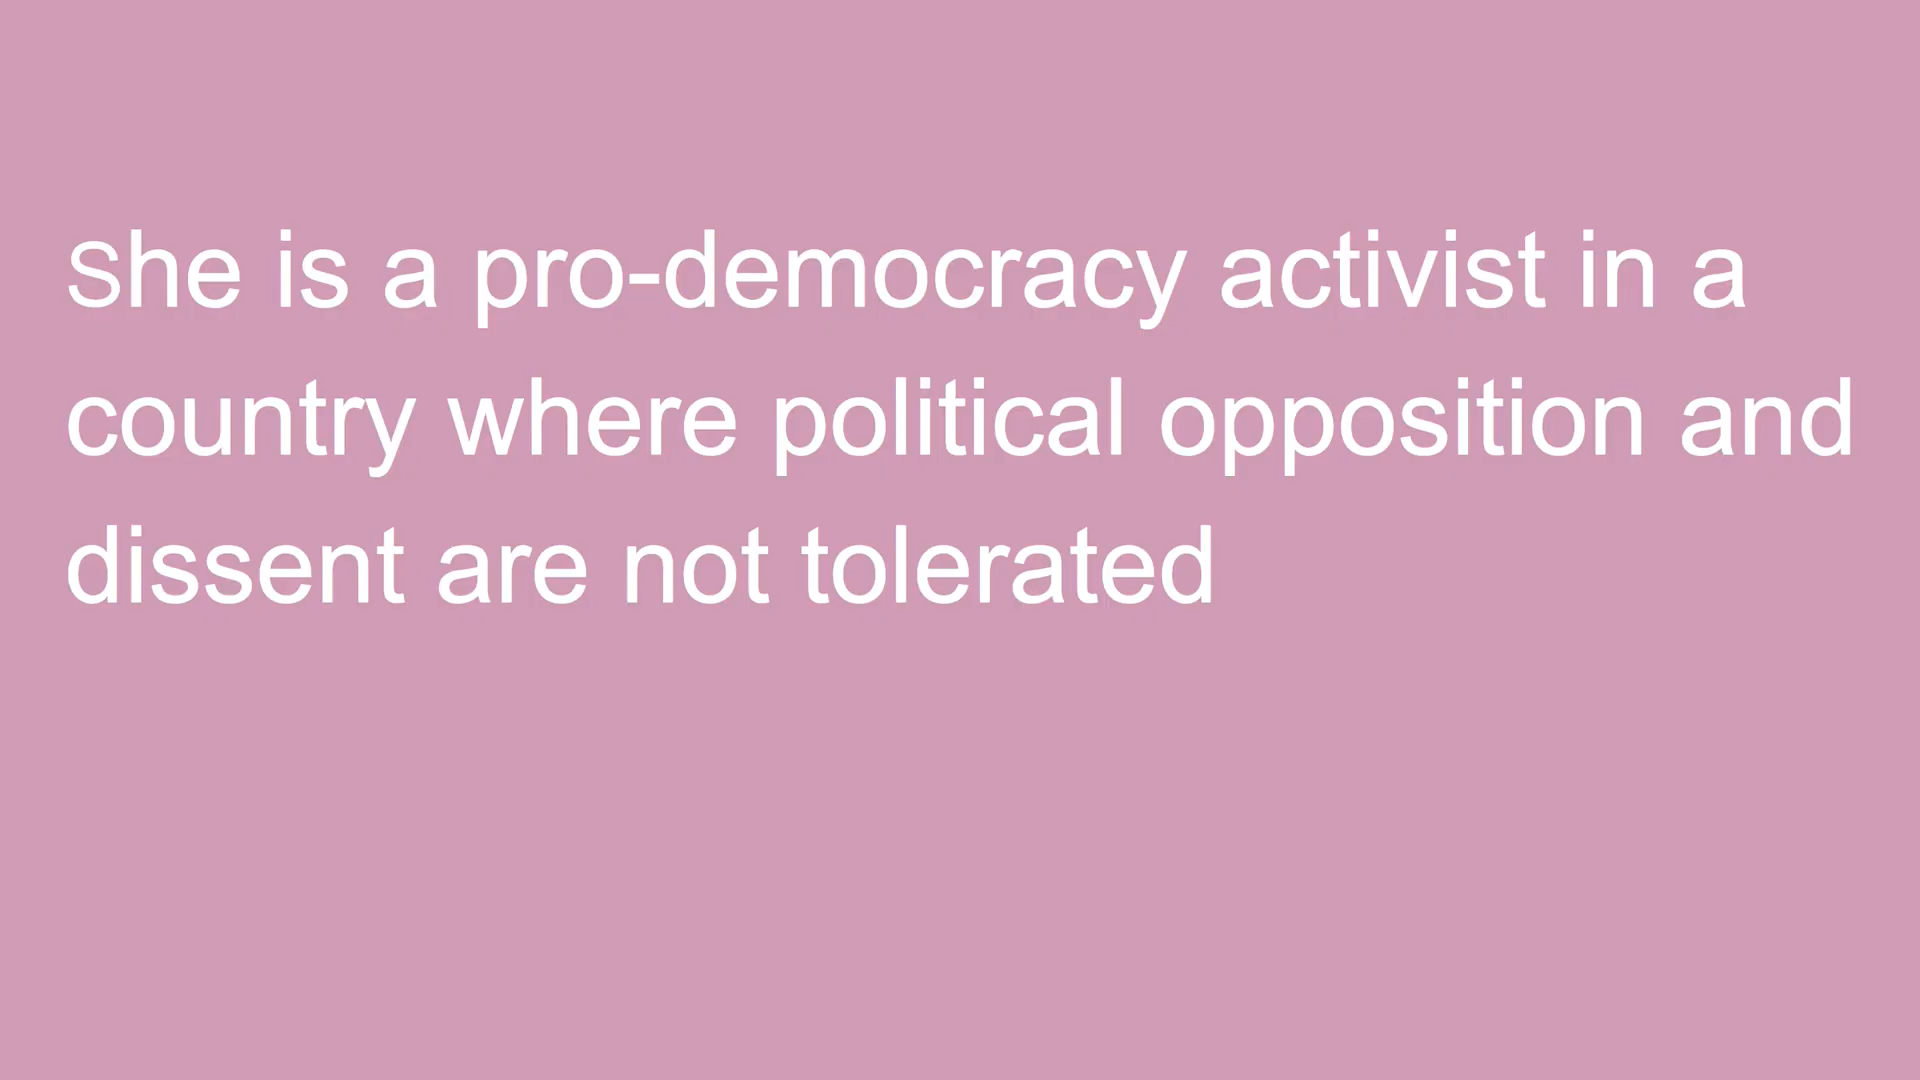 She is a pro-democracy activist in a
country where political opposition and
dissent are not tolerated